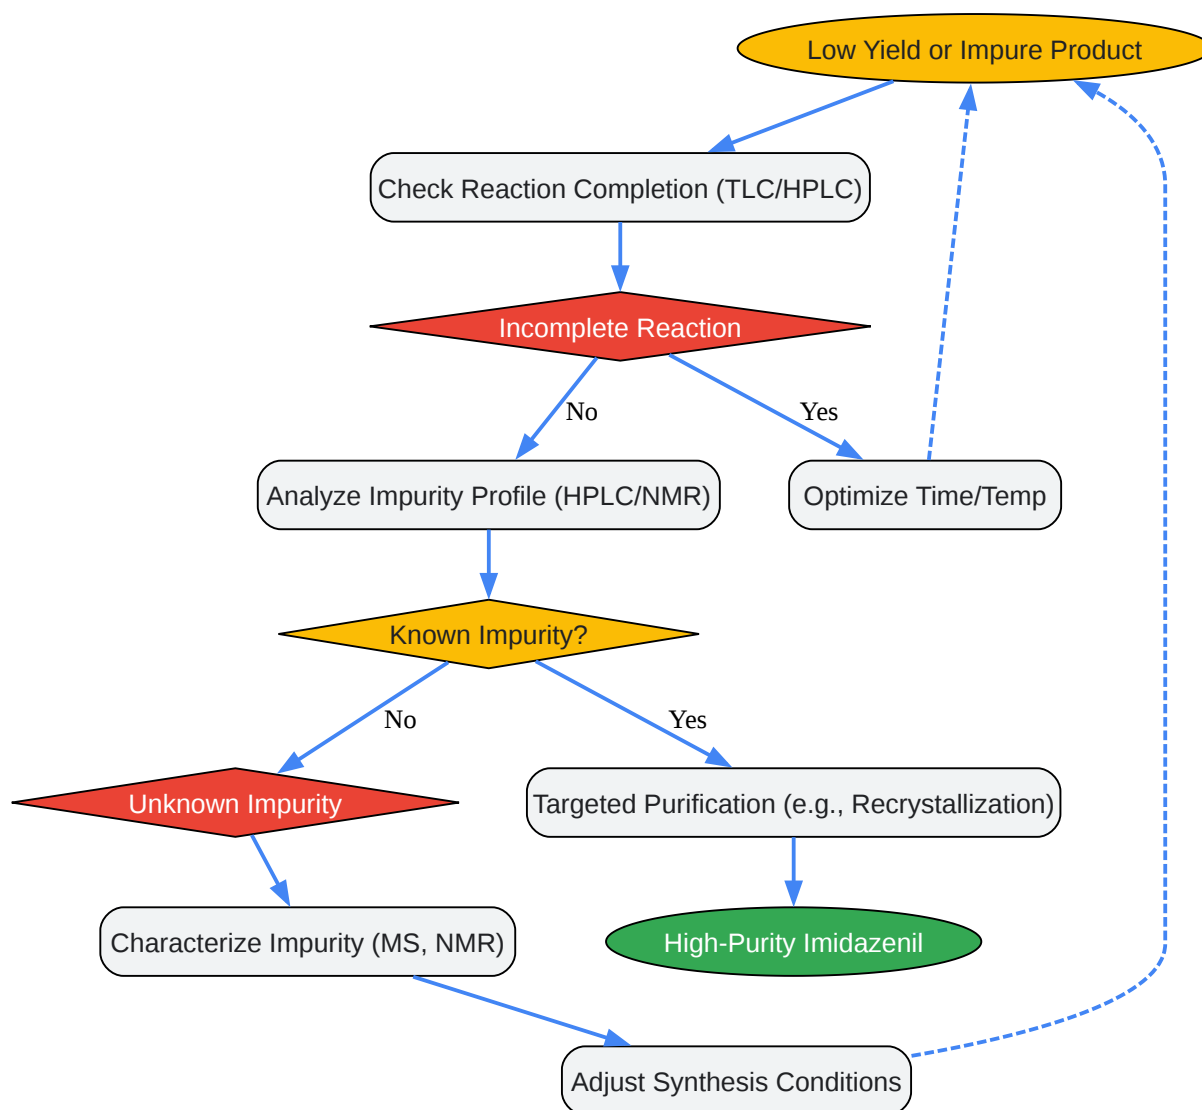 Low Yield or Impure Product
Check Reaction Completion (TLC/HPLC)
Incomplete Reaction
No
Yes
Analyze Impurity Profile (HPLC/NMR)
Optimize Time/Temp
Known Impurity?
No
Yes
Unknown Impurity
Targeted Purification (e.g., Recrystallization)
Characterize Impurity (MS, NMR)
High-Purity Imidazenil
Adjust Synthesis Conditions